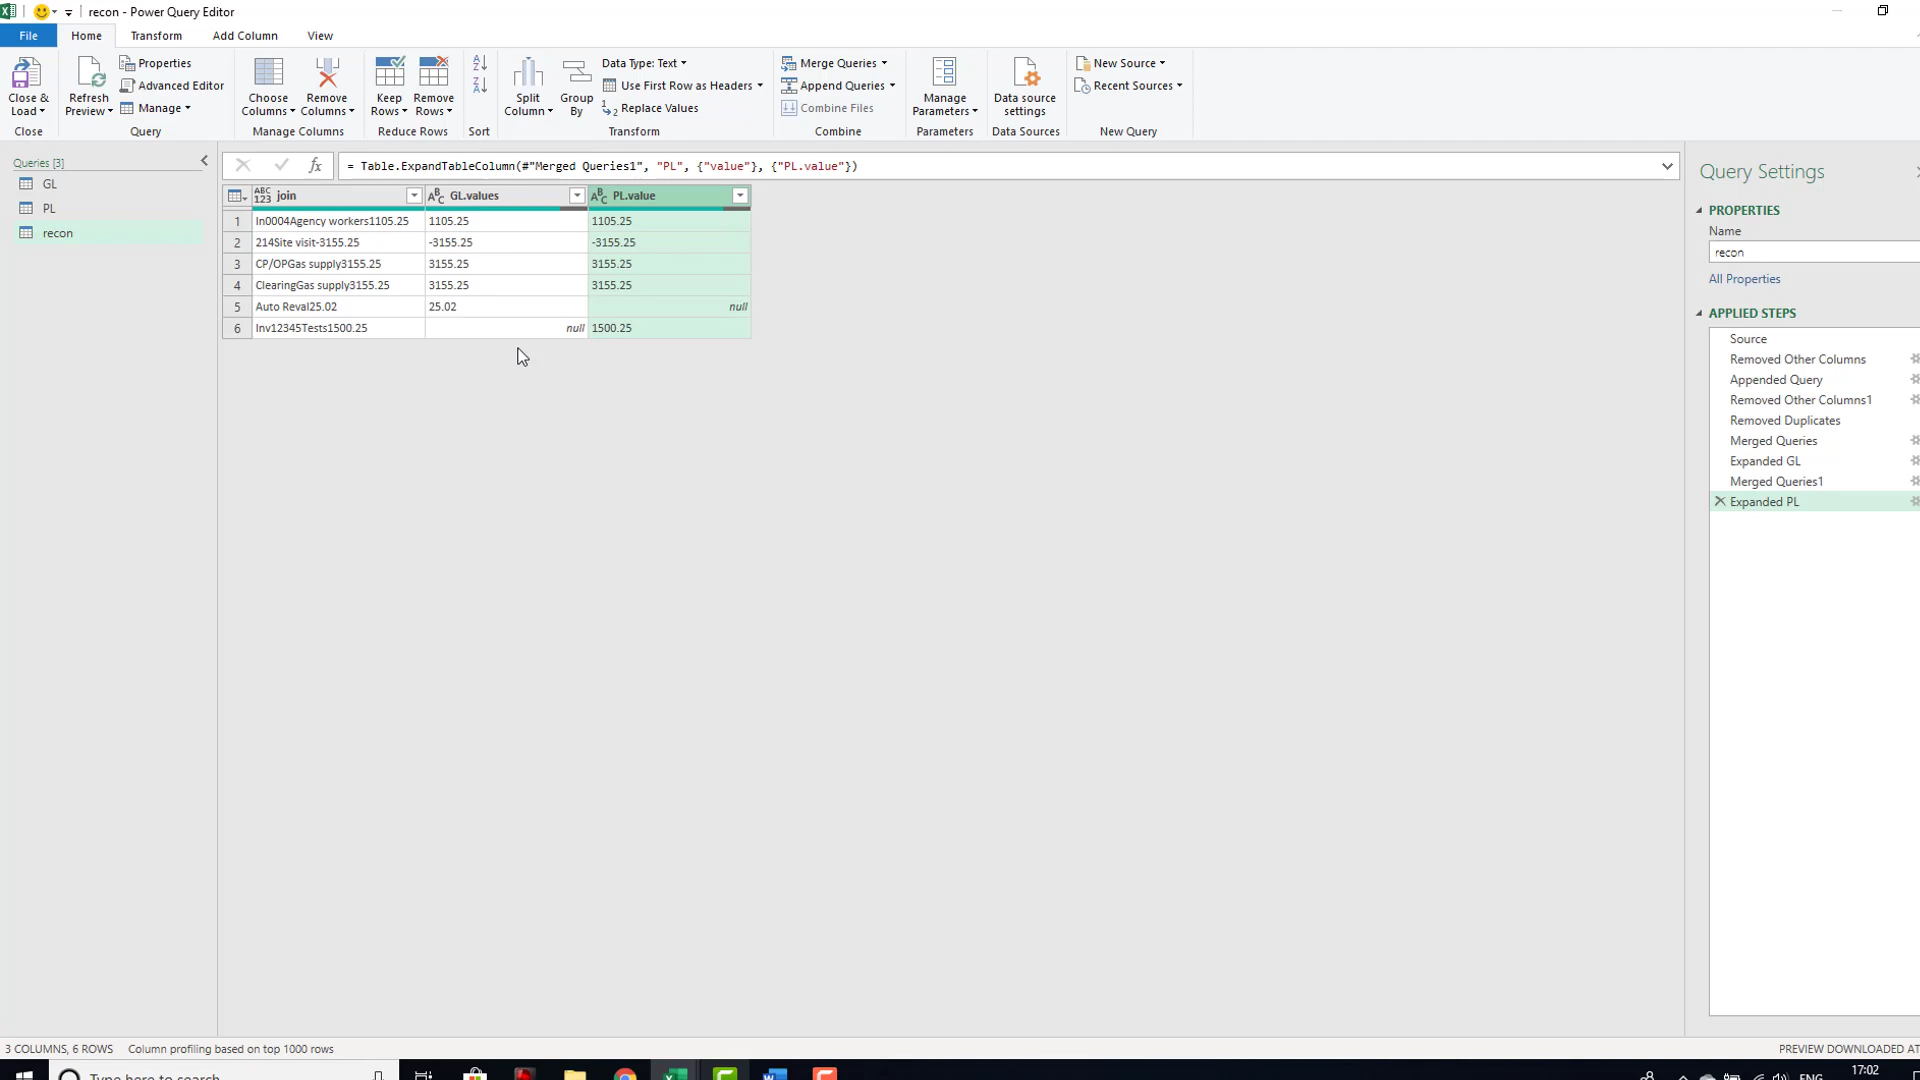 recon - Power Query Editor
File Home Transform Add Column View
Close & Load
Close
Refresh Preview
Properties
Advanced Editor
Manage
Query
Choose Columns
Remove Columns
Manage Columns
Keep Rows
Remove Rows
Reduce Rows
Sort
Split Column
Group By
Data Type: Text
Use First Row as Headers
Replace Values
Transform
Merge Queries
Append Queries
Combine Files
Combine
Manage Parameters
Parameters
Data source settings
Data Sources
New Source
Recent Sources
New Query
Queries [3]
GL
PL
recon
= Table.ExpandTableColumn(#"Merged Queries1", "PL", {"value"}, {"PL.value"})
ABC 123 join ABC GL.values ABC PL.value
1 In0004Agency workers1105.25 1105.25 1105.25
2 214Site visit-3155.25 -3155.25 -3155.25
3 CP/OPGas supply3155.25 3155.25 3155.25
4 ClearingGas supply3155.25 3155.25 3155.25
5 Auto Reval25.02 25.02 null
6 Inv12345Tests1500.25 null 1500.25
Query Settings
PROPERTIES
Name
recon
All Properties
APPLIED STEPS
Source
Removed Other Columns
Appended Query
Removed Other Columns1
Removed Duplicates
Merged Queries
Expanded GL
Merged Queries1
Expanded PL
3 COLUMNS, 6 ROWS Column profiling based on top 1000 rows
PREVIEW DOWNLOADED AT
Type here to search
ENG
17:02